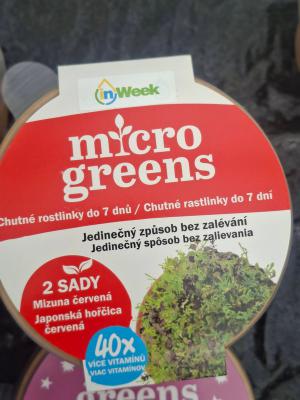 inWeek
micro
greens
Chutné rostlinky do 7 dnů / Chutné rastlinky do 7 dní
Jedinečný způsob bez zalévání
Jedinečný spôsob bez zalievania
2 SADY
Mizuna červená
Japonská hořčica
červená
40x
VÍCE VITAMÍNŮ
VIAC VITAMÍNOV
greens